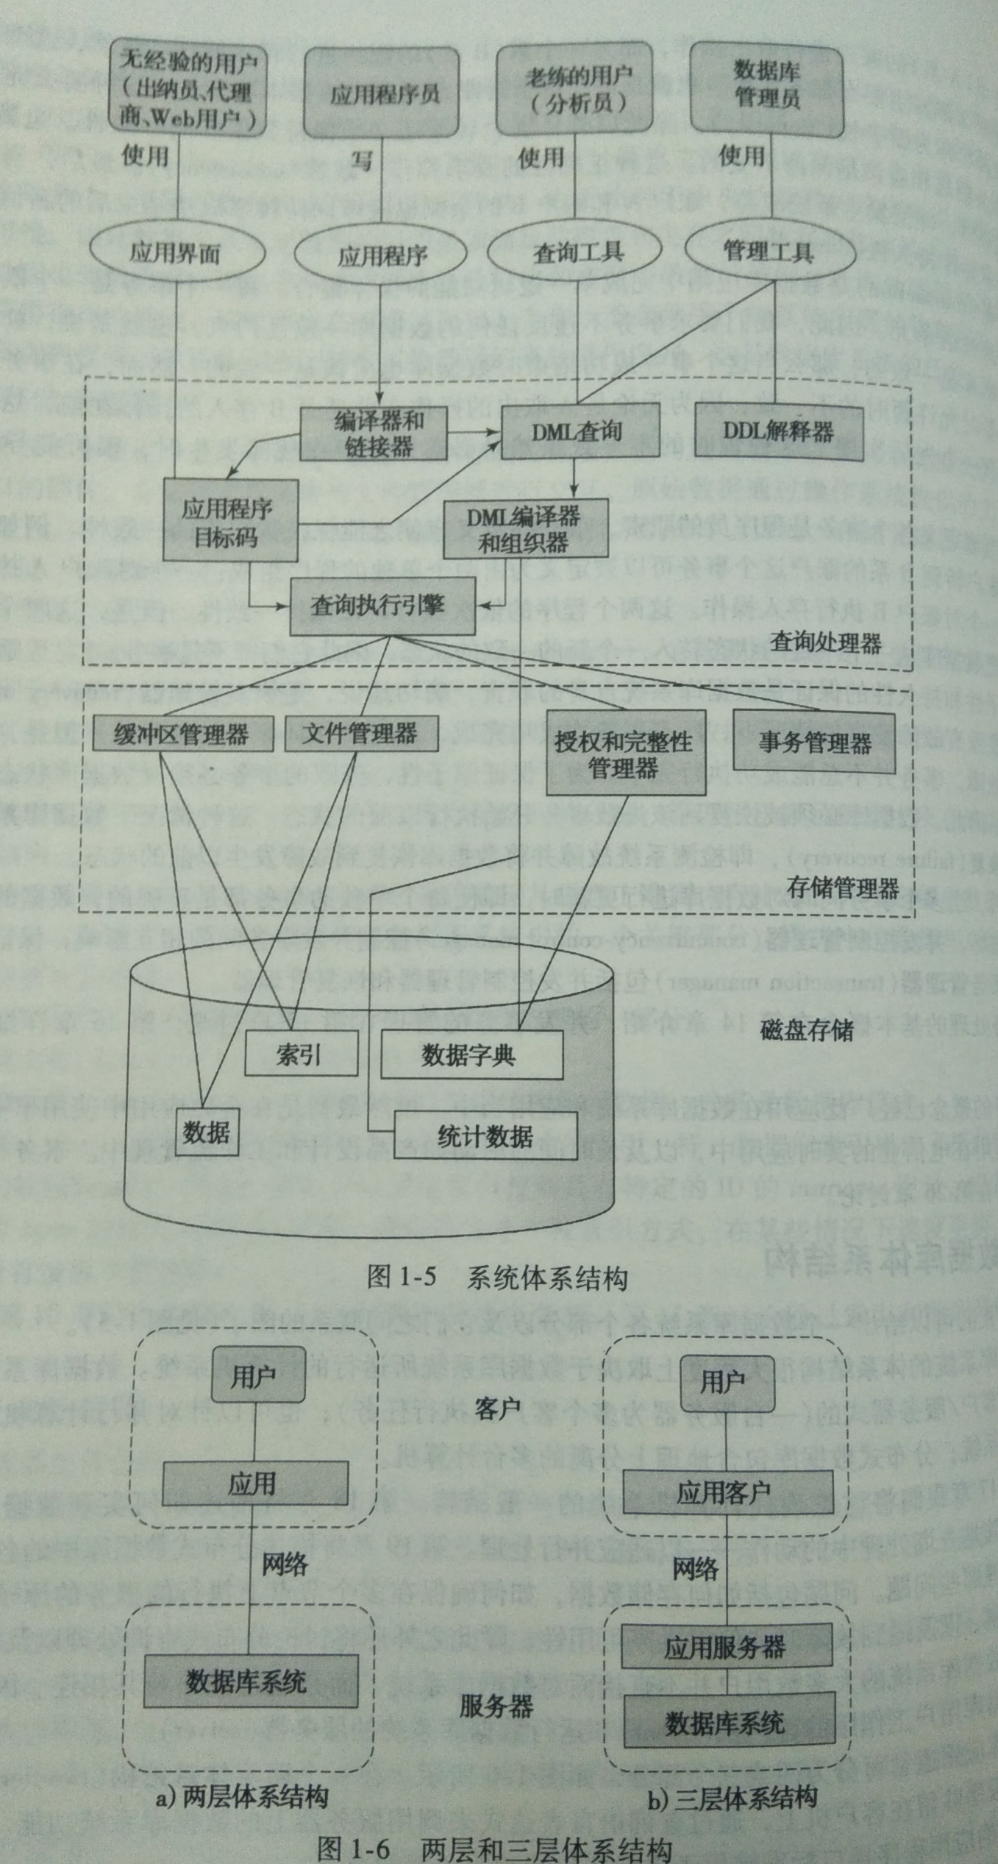 无经验的用户
（出纳员、代理
商、Web用户）
应用程序员
老练的用户
（分析员）
数据库
管理员
使用
写
使用
使用
应用界面
应用程序
查询工具
管理工具
编译器和
链接器
DML查询
DDL解释器
应用程序
目标码
DML编译器
和组织器
查询执行引擎
查询处理器
缓冲区管理器
文件管理器
授权和完整性
管理器
事务管理器
存储管理器
索引
数据字典
磁盘存储
数据
统计数据
图 1-5 系统体系结构
用户
客户
用户
应用
应用客户
网络
网络
应用服务器
数据库系统
服务器
数据库系统
a) 两层体系结构
b) 三层体系结构
图 1-6 两层和三层体系结构